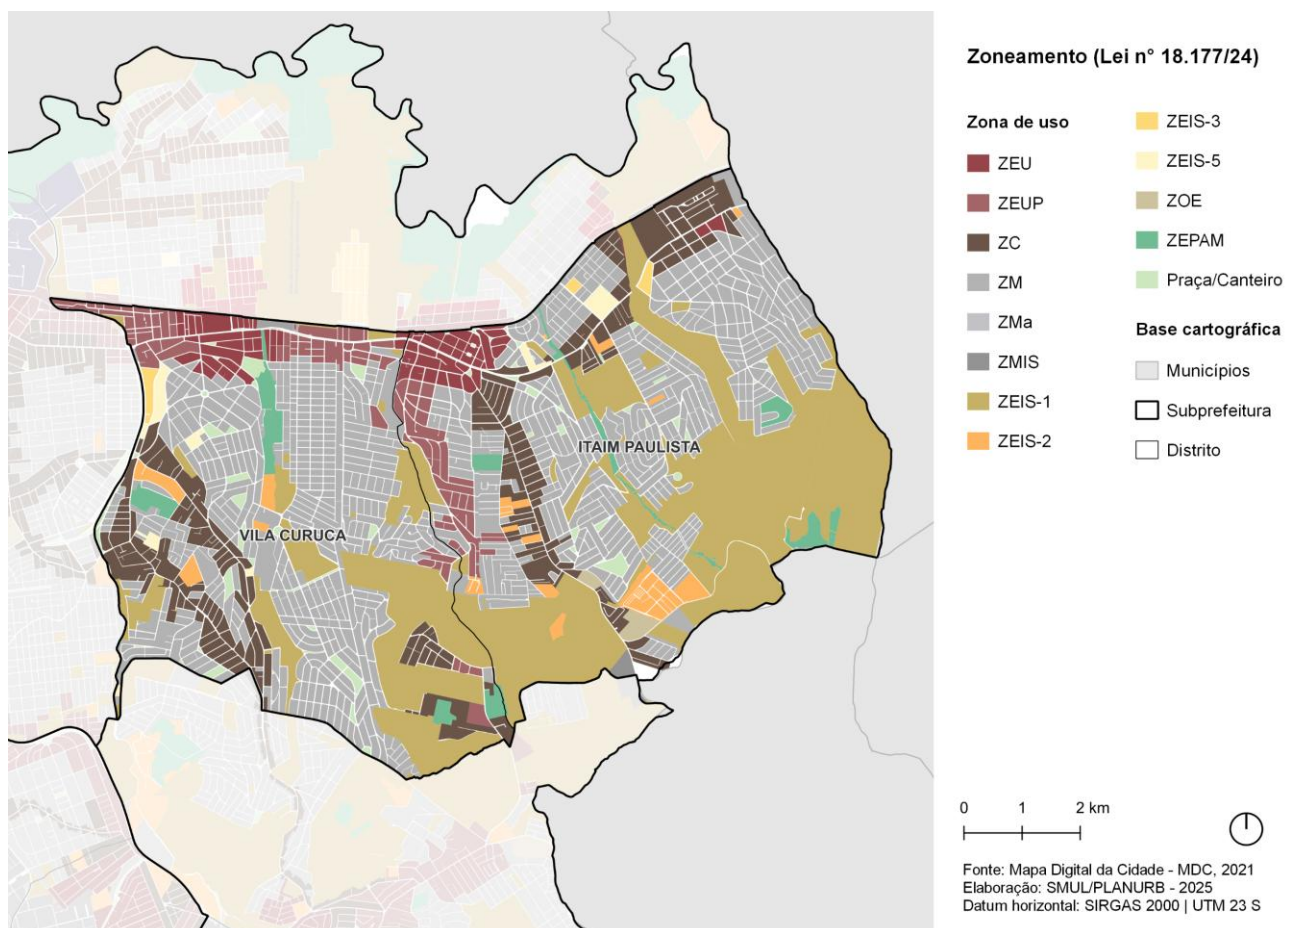 Zoneamento (Lei n° 18.177/24)
Zona de uso
ZEU
ZEUP
ZC
ZM
ZMa
ZMIS
ZEIS-1
ZEIS-2
ZEIS-3
ZEIS-5
ZOE
ZEPAM
Praça/Canteiro
Base cartográfica
Municípios
Subprefeitura
Distrito
ITAIM PAULISTA
VILA CURUCA
0 1 2 km
Fonte: Mapa Digital da Cidade - MDC, 2021
Elaboração: SMUL/PLANURB - 2025
Datum horizontal: SIRGAS 2000 | UTM 23 S